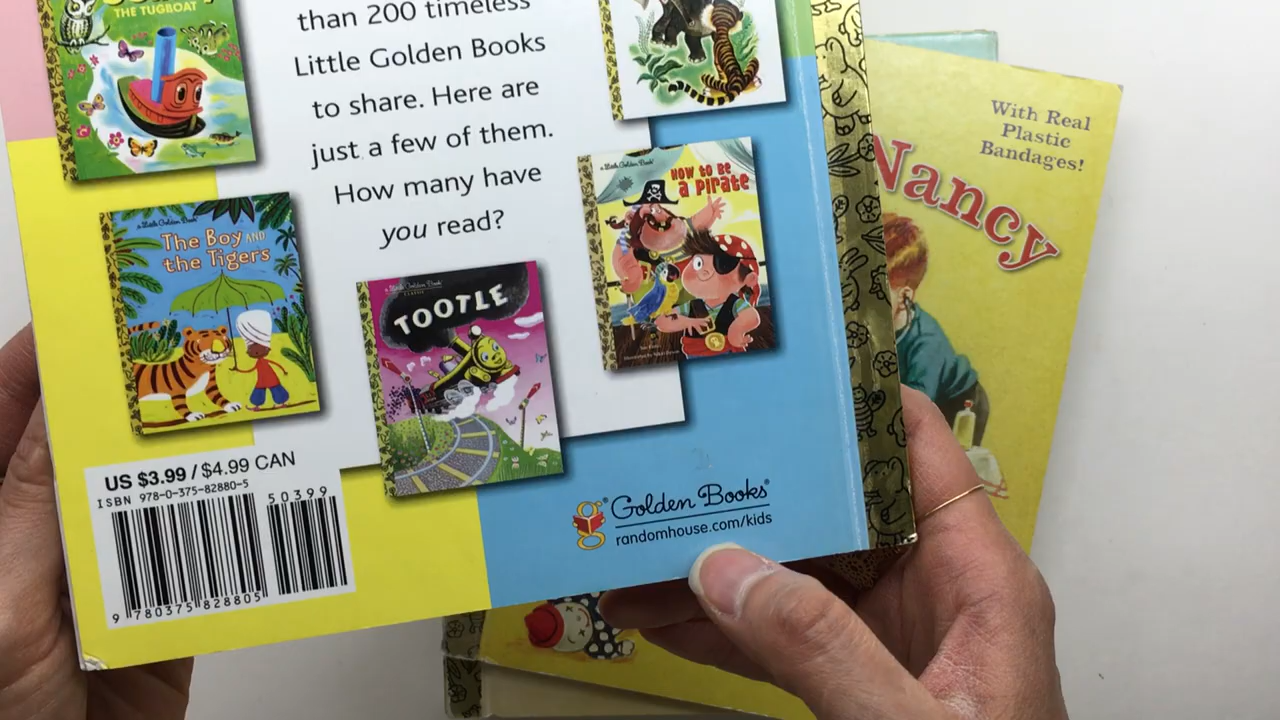 THE TUGBOAT
than 200 timeless
Little Golden Books
to share. Here are
just a few of them.
How many have
you read?
a Little Golden Book
The Boy AND
the Tigers
a Little Golden Book
CLASSIC
TOOTLE
a Little Golden Book
HOW TO BE
a PIRATE
US $3.99 / $4.99 CAN
ISBN 978-0-375-82880-5
50399
9 780375 828805
g
Golden Books®
randomhouse.com/kids
With Real
Plastic
Bandages!
Nancy